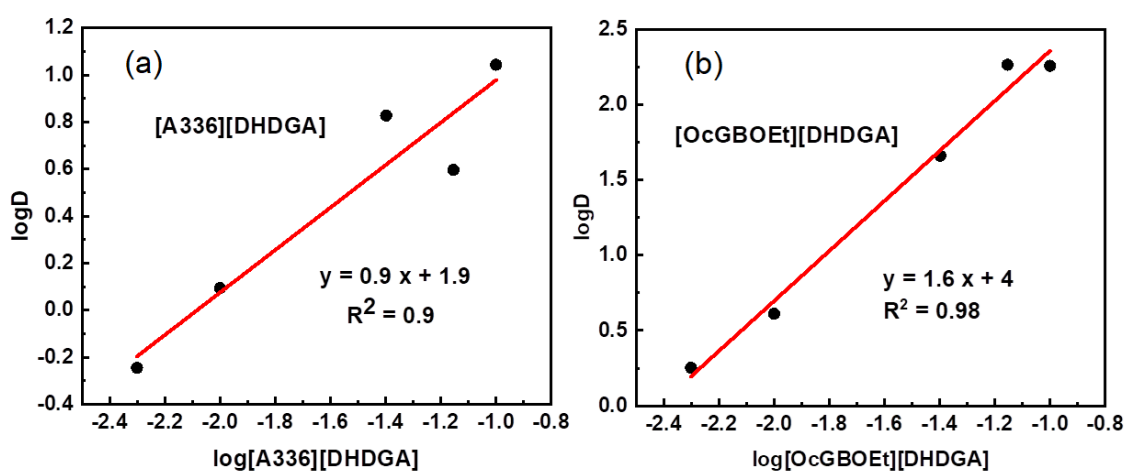 (a)
[A336][DHDGA]
y = 0.9 x + 1.9
R² = 0.9
logD
1.2
1.0
0.8
0.6
0.4
0.2
0.0
-0.2
-0.4
-2.4 -2.2 -2.0 -1.8 -1.6 -1.4 -1.2 -1.0 -0.8
log[A336][DHDGA]
(b)
[OcGBOEt][DHDGA]
y = 1.6 x + 4
R² = 0.98
logD
2.5
2.0
1.5
1.0
0.5
0.0
-2.4 -2.2 -2.0 -1.8 -1.6 -1.4 -1.2 -1.0 -0.8
log[OcGBOEt][DHDGA]